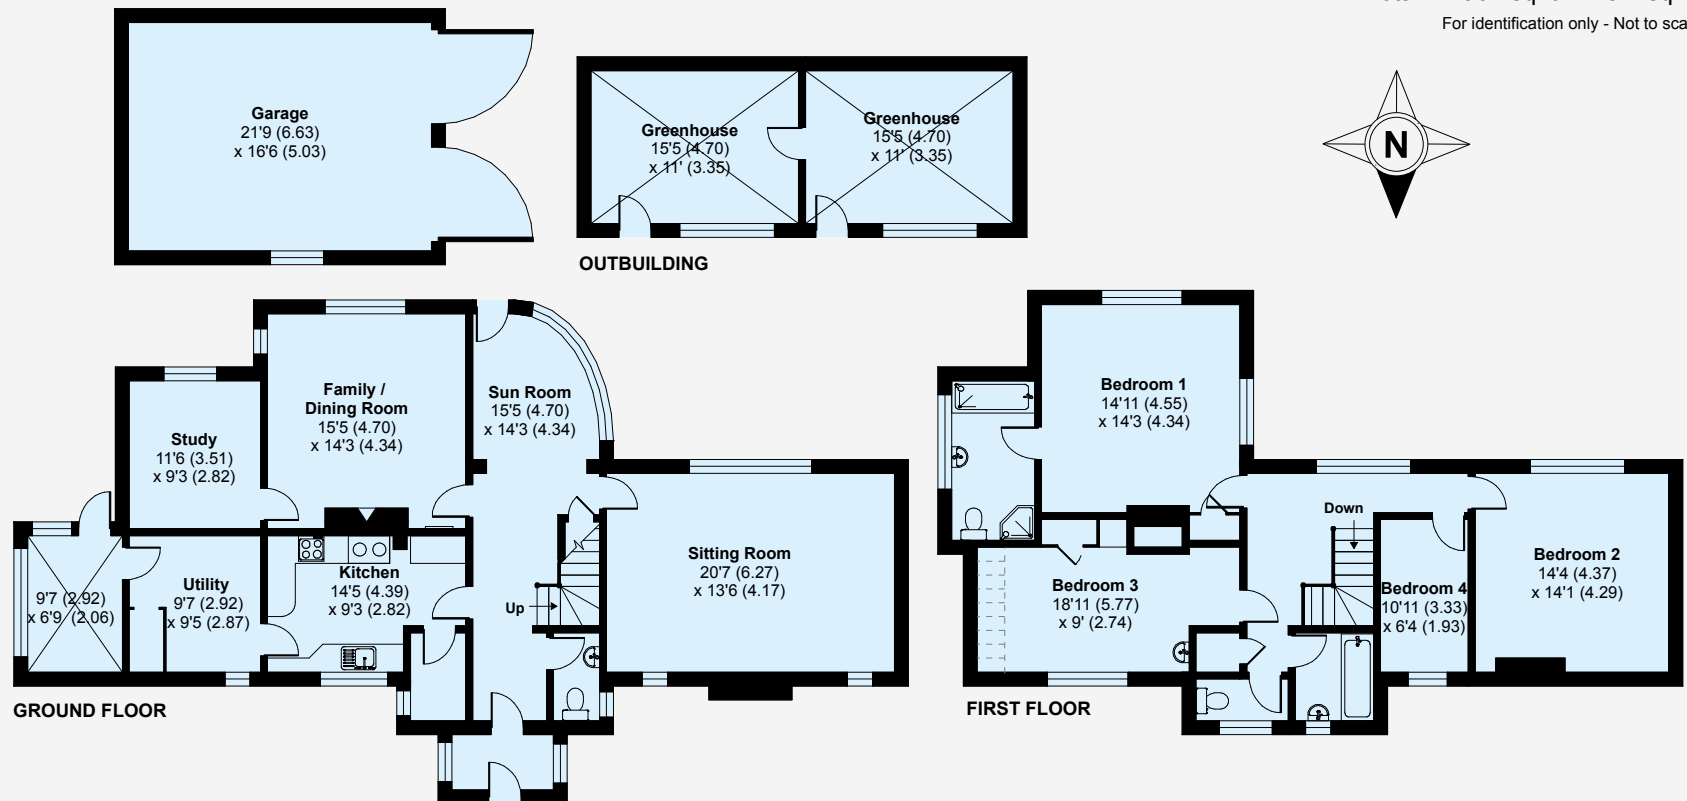 For identification only - Not to sca
Garage
21'9 (6.63)
x 16'6 (5.03)
Greenhouse
15'5 (4.70)
x 11' (3.35)
Greenhouse
15'5 (4.70)
x 11' (3.35)
N
OUTBUILDING
Family /
Dining Room
15'5 (4.70)
x 14'3 (4.34)
Sun Room
15'5 (4.70)
x 14'3 (4.34)
Study
11'6 (3.51)
x 9'3 (2.82)
Sitting Room
20'7 (6.27)
x 13'6 (4.17)
Kitchen
14'5 (4.39)
x 9'3 (2.82)
Utility
9'7 (2.92)
x 9'5 (2.87)
9'7 (2.92)
x 6'9 (2.06)
Up
GROUND FLOOR
Bedroom 1
14'11 (4.55)
x 14'3 (4.34)
Down
Bedroom 2
14'4 (4.37)
x 14'1 (4.29)
Bedroom 3
18'11 (5.77)
x 9' (2.74)
Bedroom 4
10'11 (3.33)
x 6'4 (1.93)
FIRST FLOOR